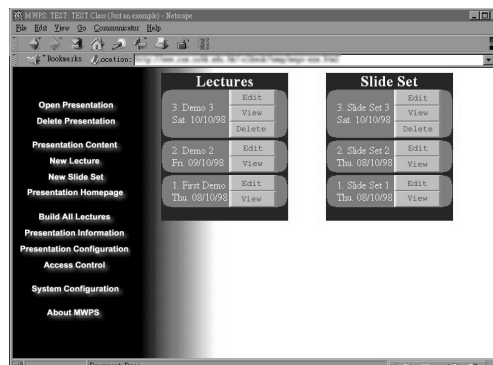 MWPS: TEST: TEST Class (Just an example) - Netscape
File Edit View Go Communicator Help
Bookmarks Location:
Open Presentation
Delete Presentation
Presentation Content
New Lecture
New Slide Set
Presentation Homepage
Build All Lectures
Presentation Information
Presentation Configuration
Access Control
System Configuration
About MWPS
Lectures
3. Demo 3
Sat. 10/10/98
Edit
View
Delete
2. Demo 2
Fri. 09/10/98
Edit
View
1. First Demo
Thu. 08/10/98
Edit
View
Slide Set
3. Slide Set 3
Sat. 10/10/98
Edit
View
Delete
2. Slide Set 2
Thu. 08/10/98
Edit
View
1. Slide Set 1
Thu. 08/10/98
Edit
View